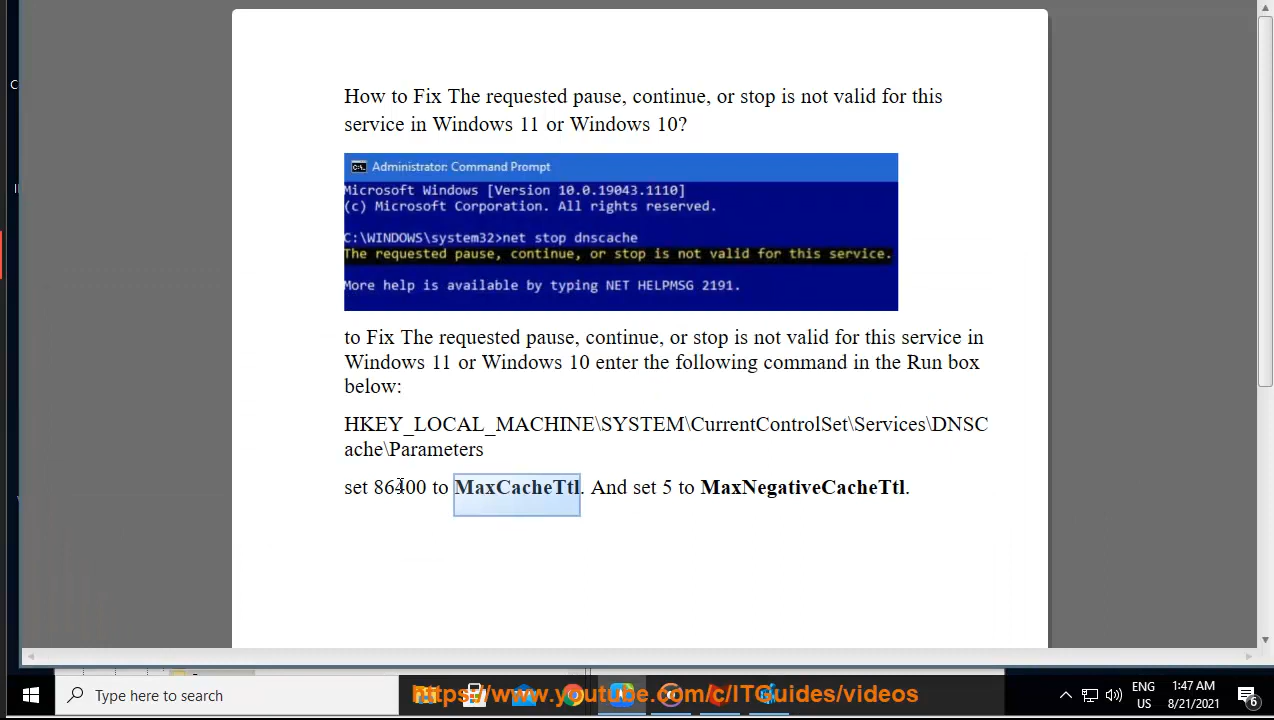 How to Fix The requested pause, continue, or stop is not valid for this
service in Windows 11 or Windows 10?
Administrator: Command Prompt
Microsoft Windows [Version 10.0.19043.1110]
(c) Microsoft Corporation. All rights reserved.
C:\WINDOWS\system32>net stop dnscache
The requested pause, continue, or stop is not valid for this service.
More help is available by typing NET HELPMSG 2191.
to Fix The requested pause, continue, or stop is not valid for this service in
Windows 11 or Windows 10 enter the following command in the Run box
below:
HKEY_LOCAL_MACHINE\SYSTEM\CurrentControlSet\Services\DNSC
ache\Parameters
set 86400 to MaxCacheTtl. And set 5 to MaxNegativeCacheTtl.
Type here to search
https://www.youtube.com/c/ITGuides/videos
ENG
US
1:47 AM
8/21/2021
6